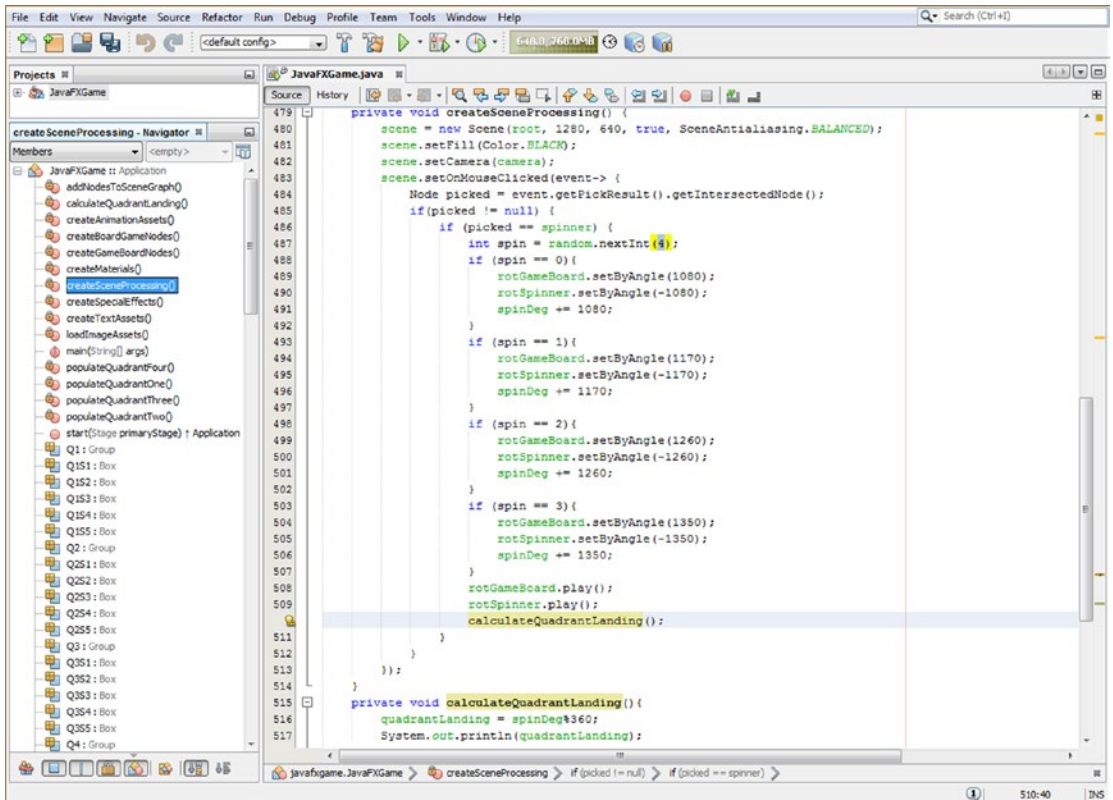 File Edit View Navigate Source Refactor Run Debug Profile Team Tools Window Help
Search (Ctrl+I)
<default config>
Projects
JavaFXGame
createSceneProcessing - Navigator
Members
<empty>
JavaFXGame :: Application
addNodesToSceneGraph()
calculateQuadrantLanding()
createAnimationAssets()
createBoardGameNodes()
createGameBoardNodes()
createMaterials()
createSceneProcessing()
createSpecialEffects()
createTextAssets()
loadImageAssets()
main(String[] args)
populateQuadrantFour()
populateQuadrantOne()
populateQuadrantThree()
populateQuadrantTwo()
start(Stage primaryStage) ↑ Application
Q1 : Group
Q1S1 : Box
Q1S2 : Box
Q1S3 : Box
Q1S4 : Box
Q1S5 : Box
Q2 : Group
Q2S1 : Box
Q2S2 : Box
Q2S3 : Box
Q2S4 : Box
Q2S5 : Box
Q3 : Group
Q3S1 : Box
Q3S2 : Box
Q3S3 : Box
Q3S4 : Box
Q3S5 : Box
Q4 : Group
JavaFXGame.java
Source History
479 private void createSceneProcessing() {
480 scene = new Scene(root, 1280, 640, true, SceneAntialiasing.BALANCED);
481 scene.setFill(Color.BLACK);
482 scene.setCamera(camera);
483 scene.setOnMouseClicked(event-> {
484 Node picked = event.getPickResult().getIntersectedNode();
485 if(picked != null) {
486 if (picked == spinner) {
487 int spin = random.nextInt(4);
488 if (spin == 0){
489 rotGameBoard.setByAngle(1080);
490 rotSpinner.setByAngle(-1080);
491 spinDeg += 1080;
492 }
493 if (spin == 1){
494 rotGameBoard.setByAngle(1170);
495 rotSpinner.setByAngle(-1170);
496 spinDeg += 1170;
497 }
498 if (spin == 2){
499 rotGameBoard.setByAngle(1260);
500 rotSpinner.setByAngle(-1260);
501 spinDeg += 1260;
502 }
503 if (spin == 3){
504 rotGameBoard.setByAngle(1350);
505 rotSpinner.setByAngle(-1350);
506 spinDeg += 1350;
507 }
508 rotGameBoard.play();
509 rotSpinner.play();
calculateQuadrantLanding();
511 }
512 }
513 });
514 }
515 private void calculateQuadrantLanding(){
516 quadrantLanding = spinDeg%360;
517 System.out.println(quadrantLanding);
javafxgame.JavaFXGame createSceneProcessing if (picked != null) if (picked == spinner)
1 510:40 INS